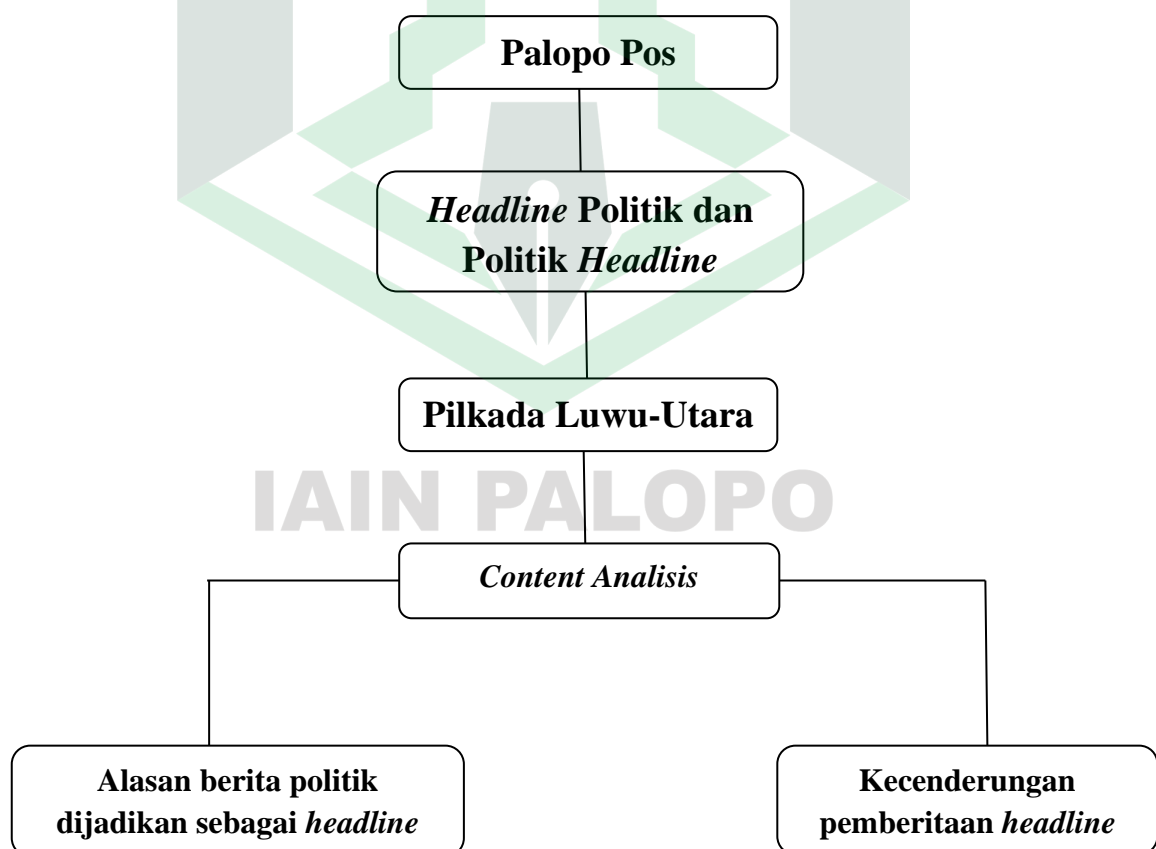 Palopo Pos
Headline Politik dan
Politik Headline
Pilkada Luwu-Utara
IAIN PALOPO
Content Analisis
Alasan berita politik
dijadikan sebagai headline
Kecenderungan
pemberitaan headline